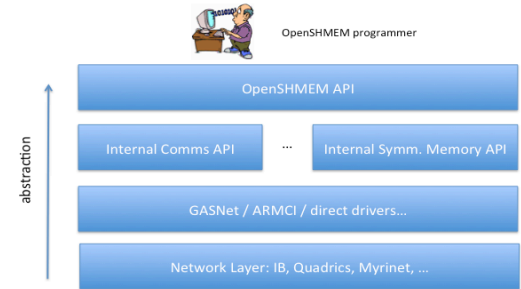 OpenSHMEM programmer
OpenSHMEM API
Internal Comms API
...
Internal Symm. Memory API
GASNet / ARMCI / direct drivers...
Network Layer: IB, Quadrics, Myrinet, ...
abstraction